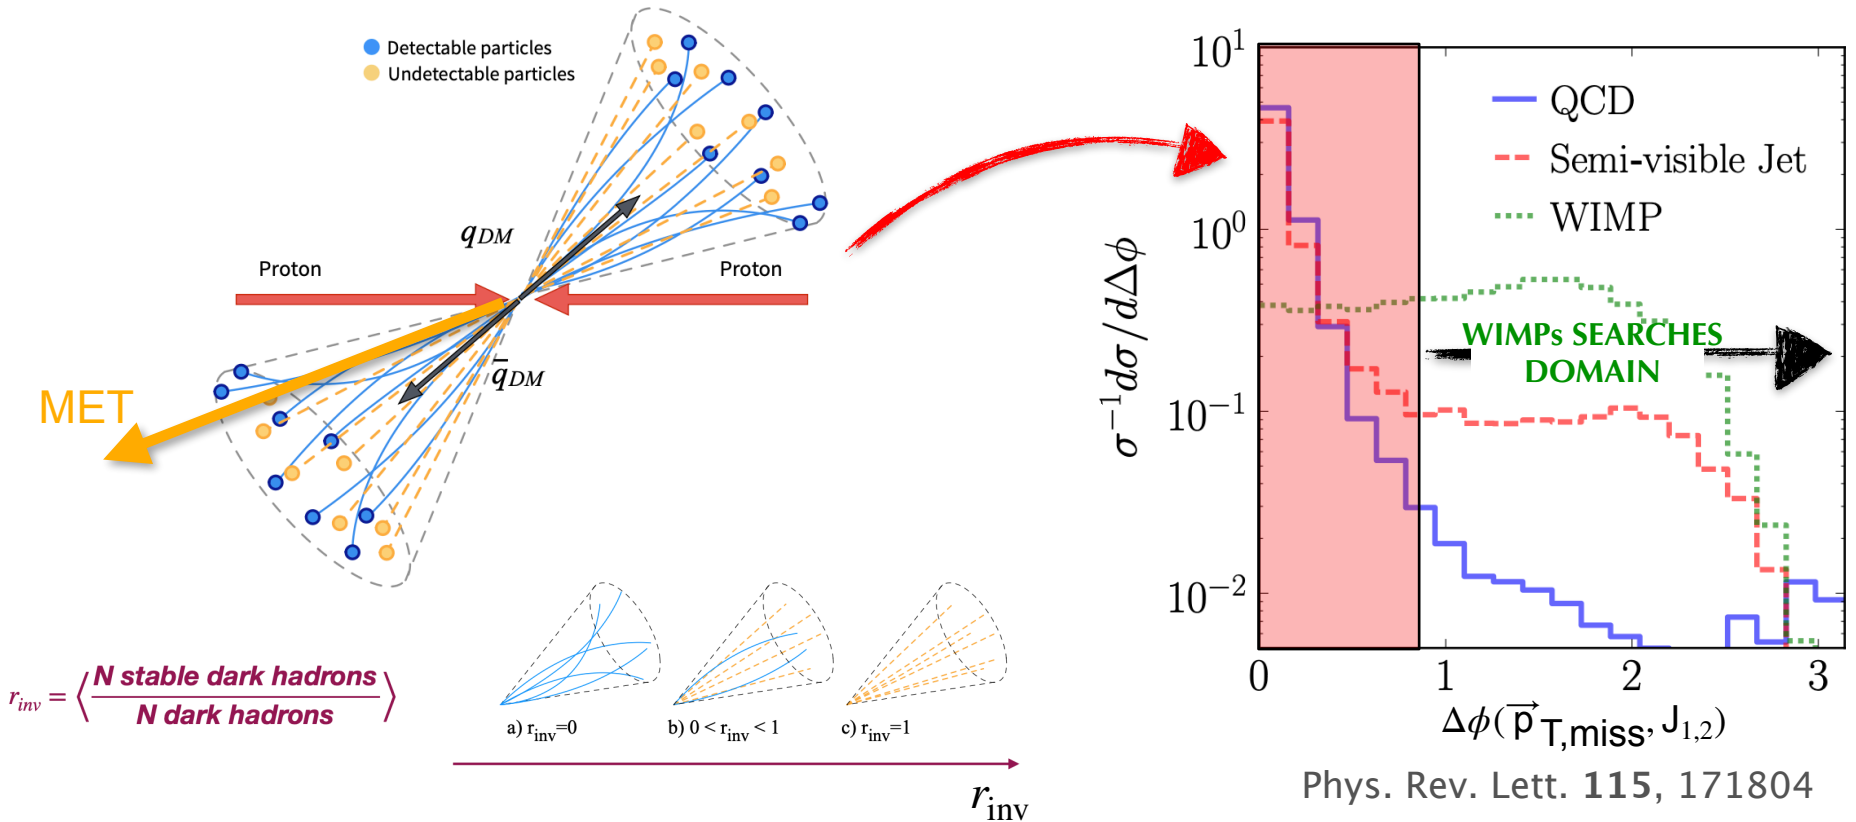 Detectable particles
Undetectable particles
q_DM
Proton
Proton
q̄_DM
MET
r_inv = ⟨ N stable dark hadrons / N dark hadrons ⟩
a) r_inv=0
b) 0 < r_inv < 1
c) r_inv=1
r_inv
10^1
10^0
10^−1
10^−2
σ^−1 dσ/dΔϕ
QCD
Semi-visible Jet
WIMP
WIMPs SEARCHES
DOMAIN
0 1 2 3
Δϕ(p⃗_T,miss, J_1,2)
Phys. Rev. Lett. 115, 171804